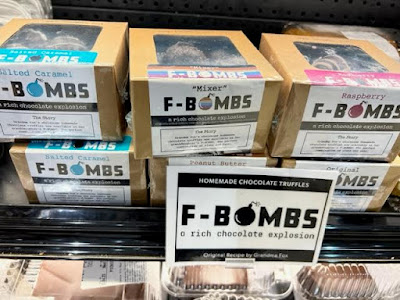 Salted Caramel
F-BOMBS
a rich chocolate explosion
The Story
"Mixer"
F-BOMBS
a rich chocolate explosion
The Story
Raspberry
F-BOMBS
a rich chocolate explosion
The Story
Salted Caramel
F-BOMBS
a rich chocolate explosion
Peanut Butter
Original
HOMEMADE CHOCOLATE TRUFFLES
F-BOMBS
a rich chocolate explosion
Original Recipe by Grandma Fox